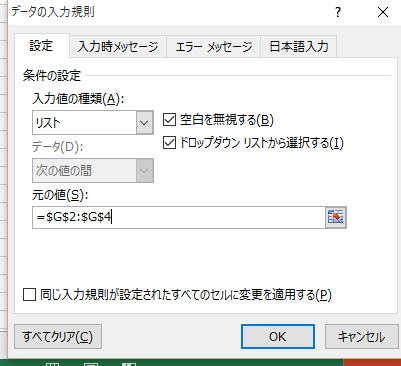 データの入力規則
設定 入力時メッセージ エラー メッセージ 日本語入力
条件の設定
入力値の種類(A):
リスト 空白を無視する(B)
データ(D): ドロップダウン リストから選択する(I)
次の値の間
元の値(S):
=$G$2:$G$4
同じ入力規則が設定されたすべてのセルに変更を適用する(P)
すべてクリア(C) OK キャンセル